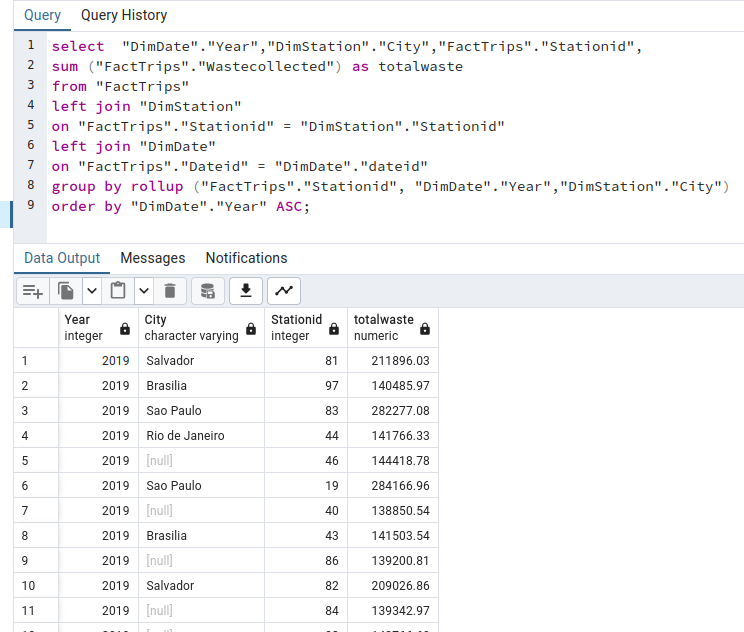 Query Query History
1 select  "DimDate"."Year","DimStation"."City","FactTrips"."Stationid",
2 sum ("FactTrips"."Wastecollected") as totalwaste
3 from "FactTrips"
4 left join "DimStation"
5 on "FactTrips"."Stationid" = "DimStation"."Stationid"
6 left join "DimDate"
7 on "FactTrips"."Dateid" = "DimDate"."dateid"
8 group by rollup ("FactTrips"."Stationid", "DimDate"."Year","DimStation"."City")
9 order by "DimDate"."Year" ASC;
Data Output Messages Notifications
Year City Stationid totalwaste
integer character varying integer numeric
1 2019 Salvador 81 211896.03
2 2019 Brasilia 97 140485.97
3 2019 Sao Paulo 83 282277.08
4 2019 Rio de Janeiro 44 141766.33
5 2019 [null] 46 144418.78
6 2019 Sao Paulo 19 284166.96
7 2019 [null] 40 138850.54
8 2019 Brasilia 43 141503.54
9 2019 [null] 86 139200.81
10 2019 Salvador 82 209026.86
11 2019 [null] 84 139342.97